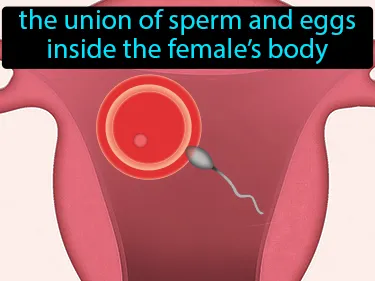 the union of sperm and eggs
inside the female's body